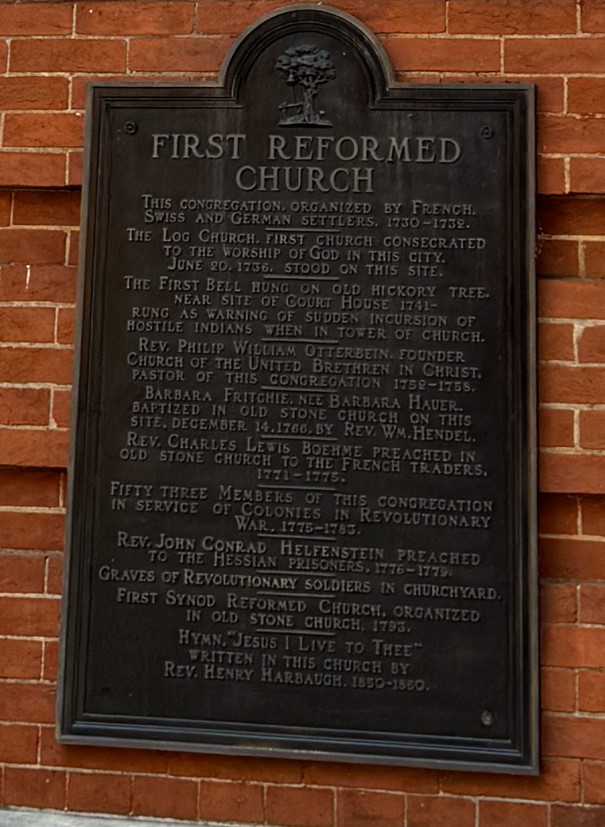 FIRST REFORMED
CHURCH
THIS CONGREGATION, ORGANIZED BY FRENCH,
SWISS AND GERMAN SETTLERS, 1730-1732.
THE LOG CHURCH, FIRST CHURCH CONSECRATED
TO THE WORSHIP OF GOD IN THIS CITY,
JUNE 20, 1736, STOOD ON THIS SITE.
THE FIRST BELL HUNG ON OLD HICKORY TREE,
NEAR SITE OF COURT HOUSE 1741-
RUNG AS WARNING OF SUDDEN INCURSION OF
HOSTILE INDIANS WHEN IN TOWER OF CHURCH.
REV. PHILIP WILLIAM OTTERBEIN, FOUNDER
CHURCH OF THE UNITED BRETHREN IN CHRIST,
PASTOR OF THIS CONGREGATION 1752-1758.
BARBARA FRITCHIE, NEE BARBARA HAUER,
BAPTIZED IN OLD STONE CHURCH ON THIS
SITE, DECEMBER 14, 1766, BY REV. WM. HENDEL.
REV. CHARLES LEWIS BOEHME PREACHED IN
OLD STONE CHURCH TO THE FRENCH TRADERS,
1771-1775.
FIFTY THREE MEMBERS OF THIS CONGREGATION
IN SERVICE OF COLONIES IN REVOLUTIONARY
WAR, 1775-1783.
REV. JOHN CONRAD HELFENSTEIN PREACHED
TO THE HESSIAN PRISONERS, 1776-1779.
GRAVES OF REVOLUTIONARY SOLDIERS IN CHURCHYARD.
FIRST SYNOD REFORMED CHURCH, ORGANIZED
IN OLD STONE CHURCH, 1793.
HYMN, "JESUS I LIVE TO THEE"
WRITTEN IN THIS CHURCH BY
REV. HENRY HARBAUGH, 1850-1860.